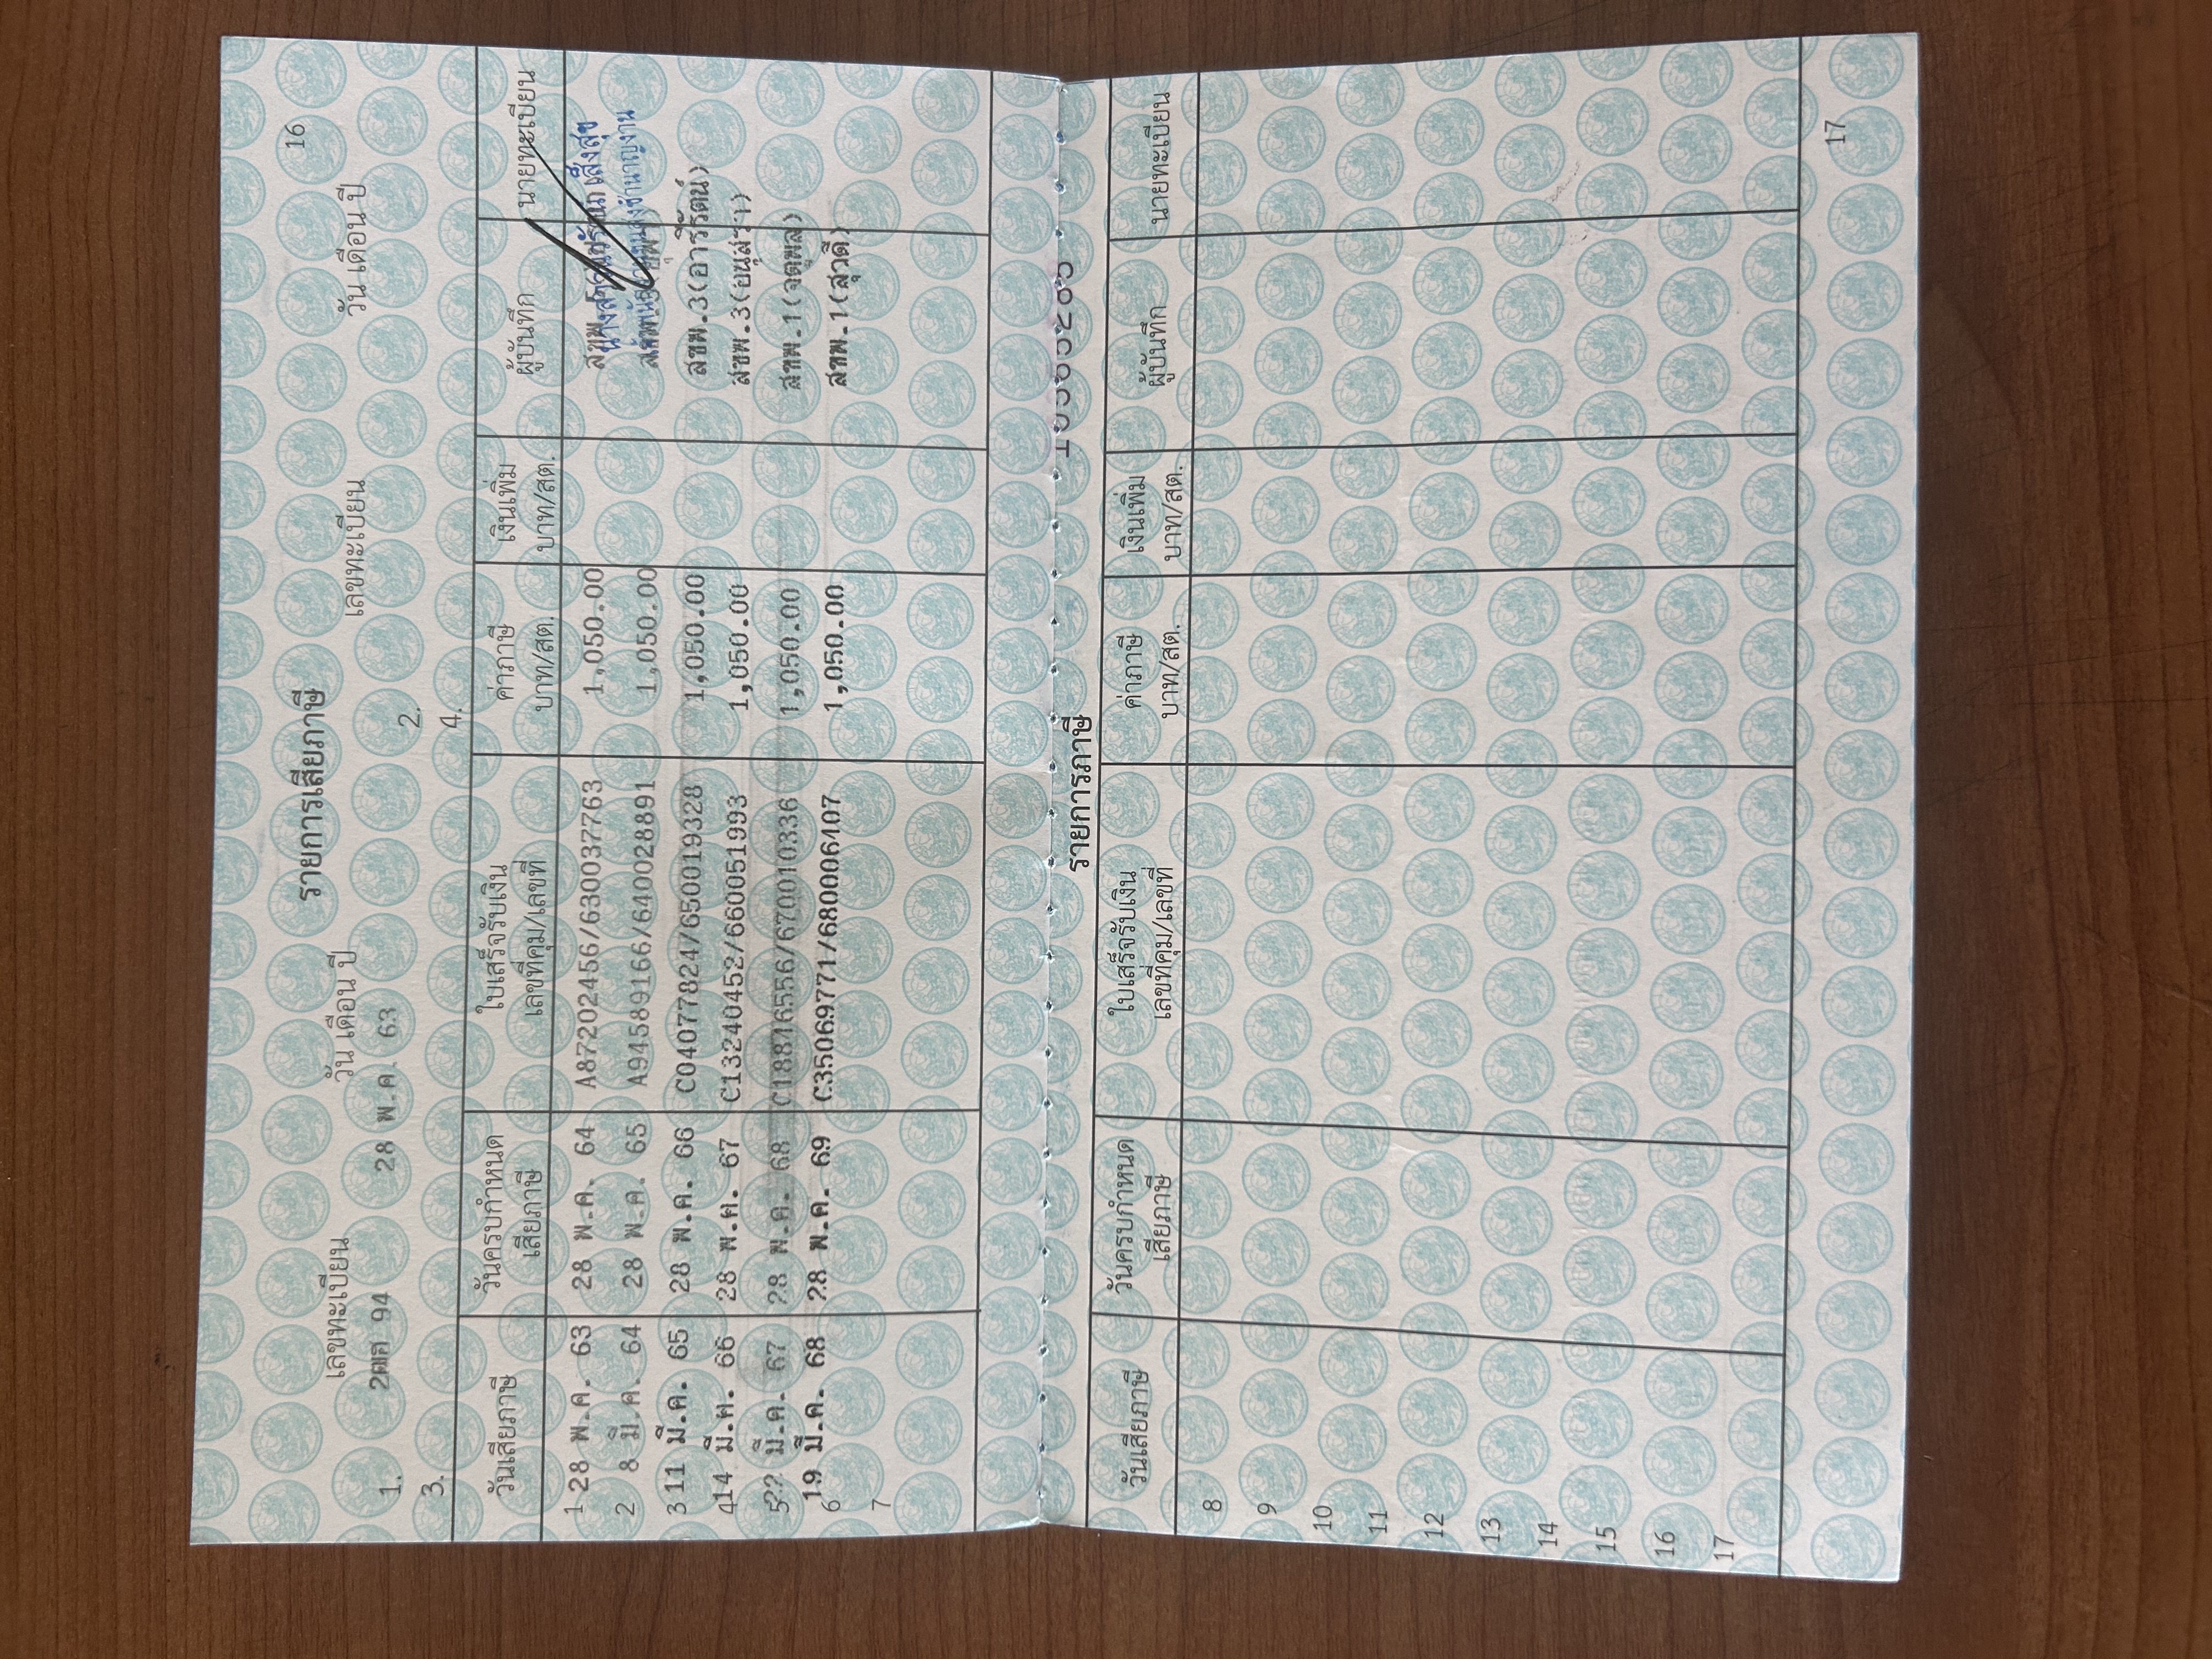 16
รายการเสียภาษี
เลขทะเบียน วัน เดือน ปี เลขทะเบียน วัน เดือน ปี
1. 94 28 พ.ค. 63 2.
3. 4.
วันเสียภาษี วันครบกำหนด ใบเสร็จรับเงิน ค่าภาษี เงินเพิ่ม ผู้บันทึก นายทะเบียน
เสียภาษี เลขที่คุม/เลขที่ บาท/สต. บาท/สต.
1 28 พ.ค. 63 28 พ.ค. 64 A87202456/630037763 1,050.00
2 8 มี.ค. 64 28 พ.ค. 65 A94589166/6400028891 1,050.00
3 11 มี.ค. 65 28 พ.ค. 66 C04077824/650019328 1,050.00 สขพ.3(อารีรัตน์)
4 14 มี.ค. 66 28 พ.ค. 67 C13240452/660051993 1,050.00 สขพ.3
5 มี.ค. 67 28 พ.ค. 68 C18816556/670010336 1,050.00 สขพ.1(จตุพล)
6 19 มี.ค. 68 28 พ.ค. 69 C35069771/680006107 1,050.00 สขพ.1(สุวดี)
7
รายการภาษี
วันเสียภาษี วันครบกำหนด ใบเสร็จรับเงิน ค่าภาษี เงินเพิ่ม ผู้บันทึก นายทะเบียน
เสียภาษี เลขที่คุม/เลขที่ บาท/สต. บาท/สต.
8
9
10
11
12
13
14
15
16
17
17